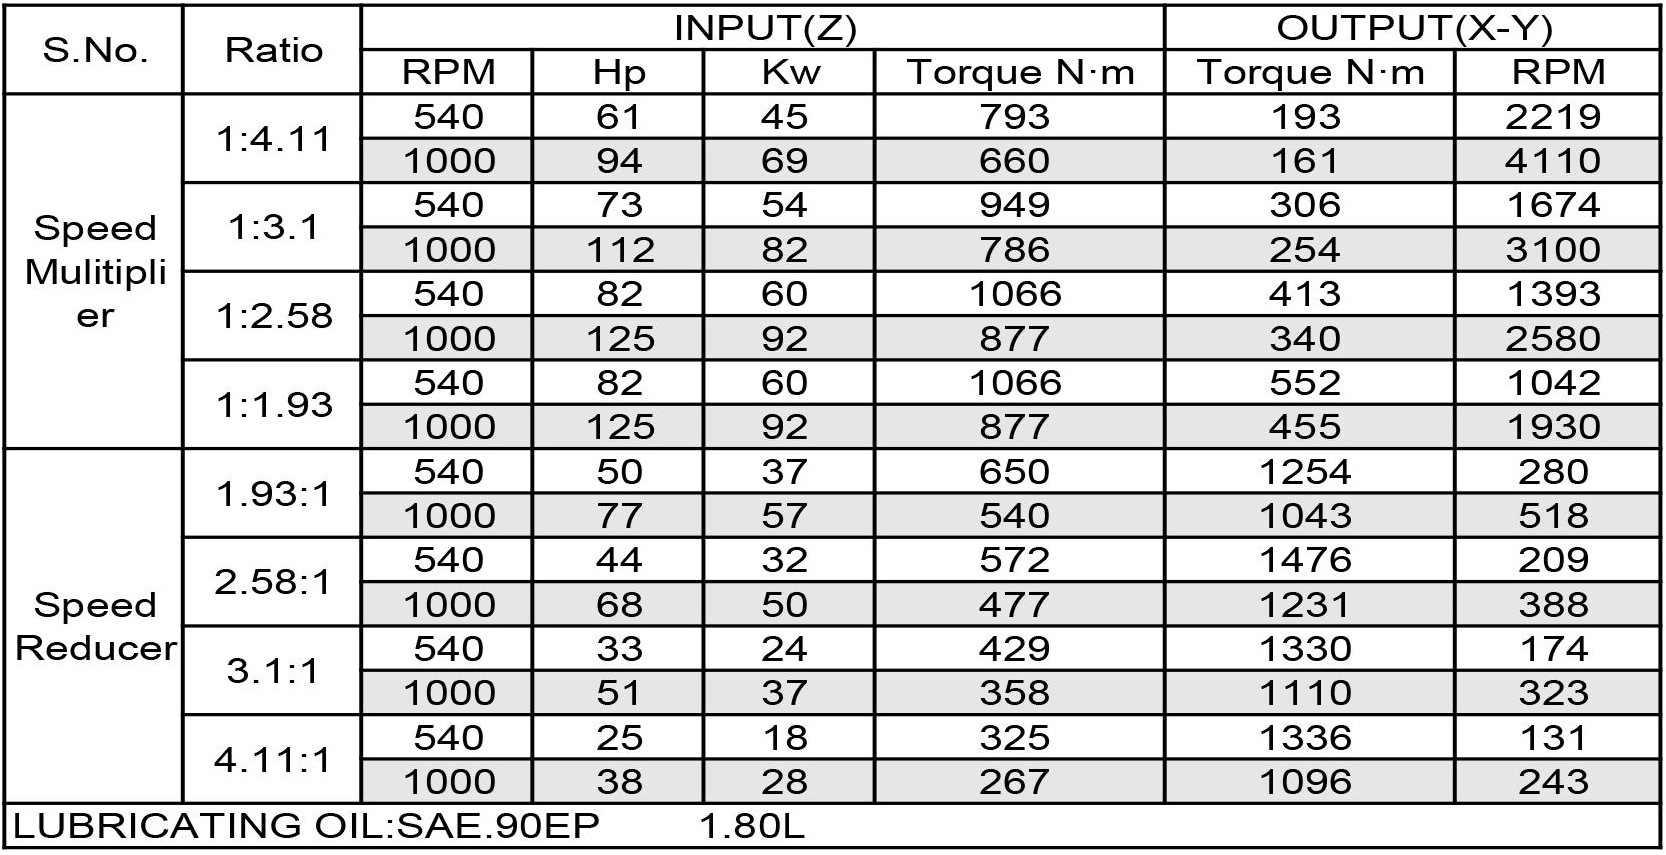 S.No. Ratio INPUT(Z) OUTPUT(X-Y)
RPM Hp Kw Torque N·m Torque N·m RPM
Speed
Mulitipli
er
1:4.11 540 61 45 793 193 2219
1000 94 69 660 161 4110
1:3.1 540 73 54 949 306 1674
1000 112 82 786 254 3100
1:2.58 540 82 60 1066 413 1393
1000 125 92 877 340 2580
1:1.93 540 82 60 1066 552 1042
1000 125 92 877 455 1930
Speed
Reducer
1.93:1 540 50 37 650 1254 280
1000 77 57 540 1043 518
2.58:1 540 44 32 572 1476 209
1000 68 50 477 1231 388
3.1:1 540 33 24 429 1330 174
1000 51 37 358 1110 323
4.11:1 540 25 18 325 1336 131
1000 38 28 267 1096 243
LUBRICATING OIL:SAE.90EP 1.80L